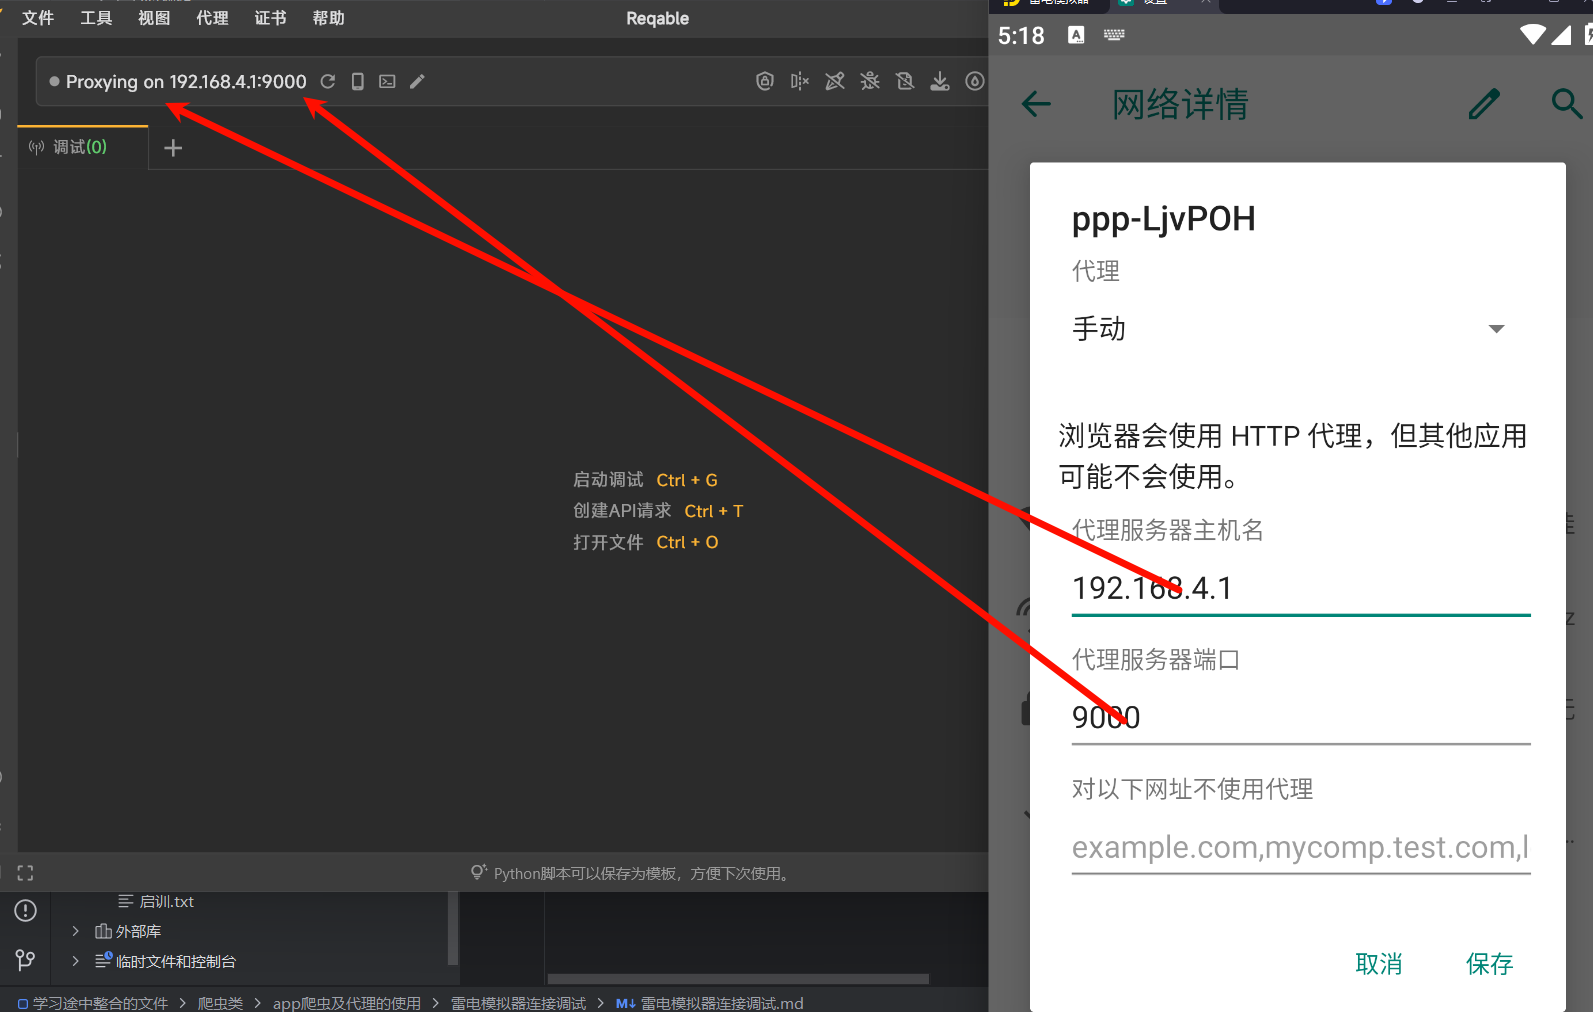 文件 工具 视图 代理 证书 帮助 Reqable
Proxying on 192.168.4.1:9000
调试(0)
启动调试 Ctrl + G
创建API请求 Ctrl + T
打开文件 Ctrl + O
Python脚本可以保存为模板，方便下次使用。
启训.txt
外部库
临时文件和控制台
学习途中整合的文件 > 爬虫类 > app爬虫及代理的使用 > 雷电模拟器连接调试 > M↓ 雷电模拟器连接调试.md
5:18
网络详情
ppp-LjvPOH
代理
手动
浏览器会使用 HTTP 代理，但其他应用
可能不会使用。
代理服务器主机名
192.168.4.1
代理服务器端口
9000
对以下网址不使用代理
example.com,mycomp.test.com,l
取消 保存